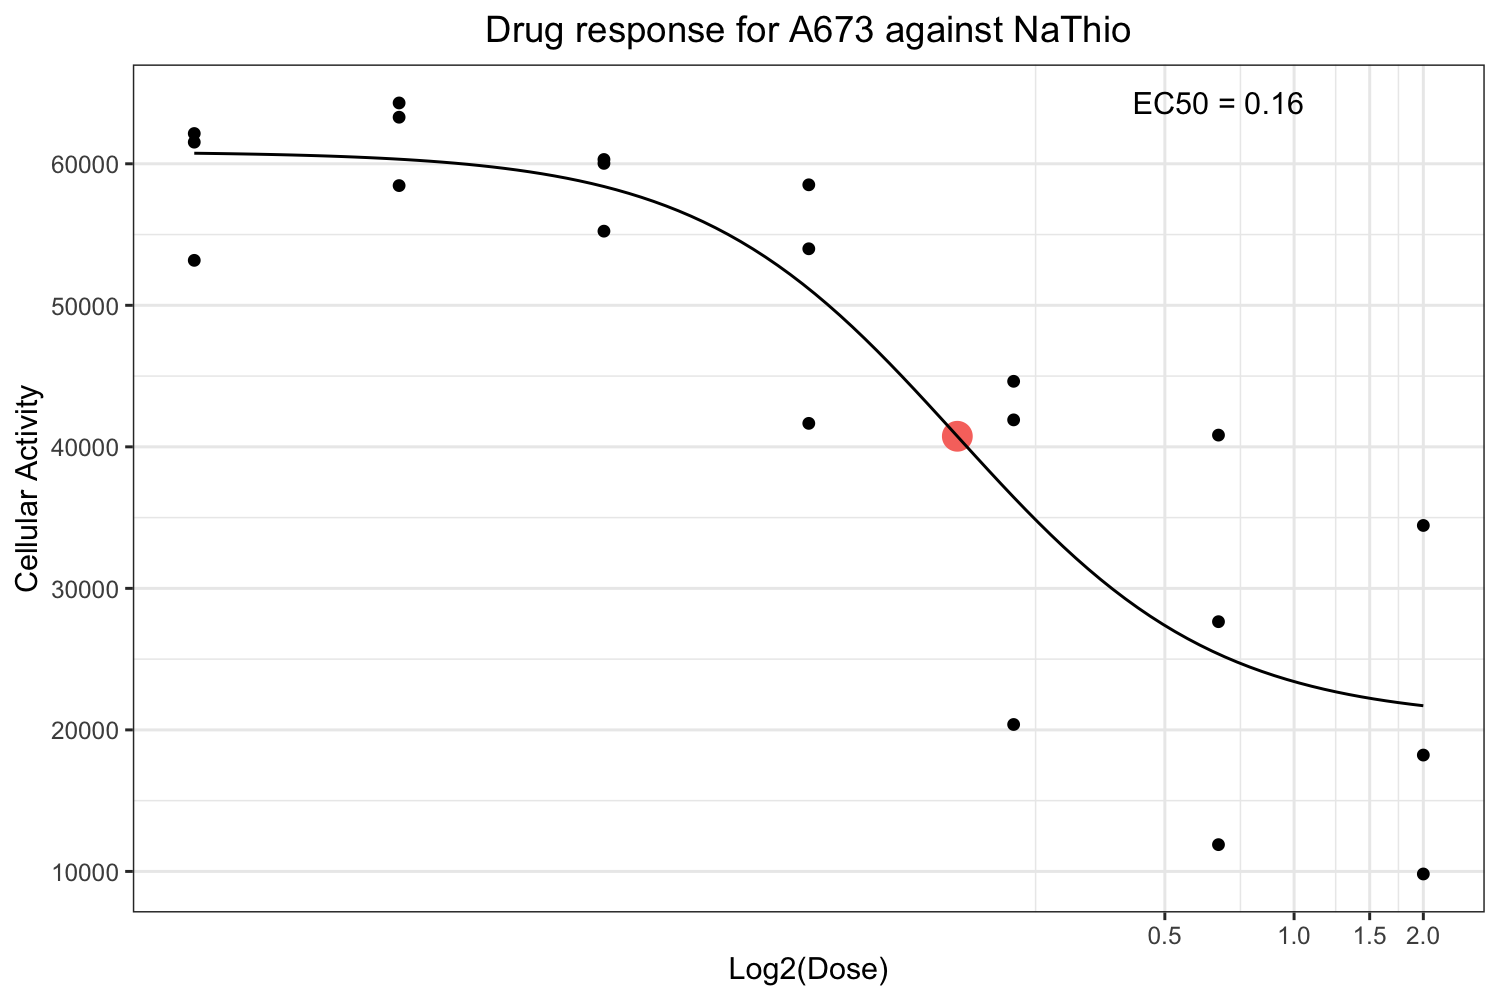 Drug response for A673 against NaThio
EC50 = 0.16
60000
50000
40000
30000
20000
10000
Cellular Activity
0.5 1.0 1.5 2.0
Log2(Dose)